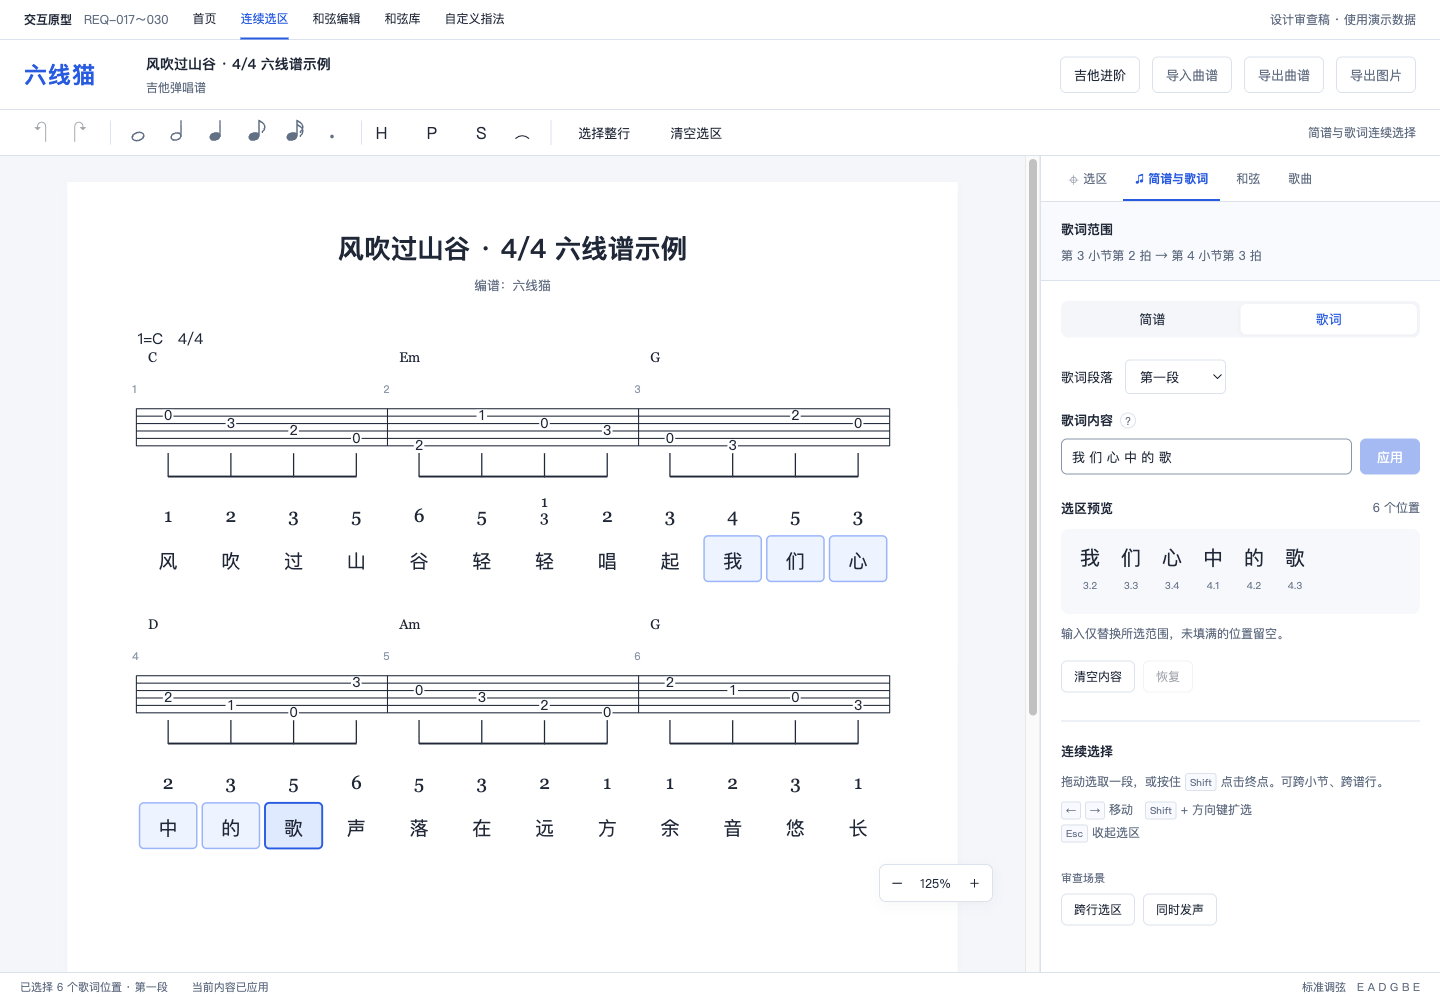 交互原型 REQ-017～030 首页 连续选区 和弦编辑 和弦库 自定义指法 设计审查稿 · 使用演示数据
六线猫
风吹过山谷 · 4/4 六线谱示例
吉他弹唱谱
吉他进阶 导入曲谱 导出曲谱 导出图片
H P S 选择整行 清空选区 简谱与歌词连续选择
风吹过山谷 · 4/4 六线谱示例
编谱：六线猫
1=C 4/4
C Em G
1 2 3
0 3 2 0 2 1 0 3 0 3 2 0
1
1 2 3 5 6 5 3 2 3 4 5 3
风 吹 过 山 谷 轻 轻 唱 起 我 们 心
D Am G
4 5 6
2 1 0 3 0 3 2 0 2 1 0 3
2 3 5 6 5 3 2 1 1 2 3 1
中 的 歌 声 落 在 远 方 余 音 悠 长
125%
选区 简谱与歌词 和弦 歌曲
歌词范围
第 3 小节第 2 拍 → 第 4 小节第 3 拍
简谱 歌词
歌词段落 第一段
歌词内容 ?
我 们 心 中 的 歌 应用
选区预览 6 个位置
我 们 心 中 的 歌
3.2 3.3 3.4 4.1 4.2 4.3
输入仅替换所选范围，未填满的位置留空。
清空内容 恢复
连续选择
拖动选取一段，或按住 Shift 点击终点。可跨小节、跨谱行。
← → 移动 Shift + 方向键扩选
Esc 收起选区
审查场景
跨行选区 同时发声
已选择 6 个歌词位置 · 第一段 当前内容已应用 标准调弦 E A D G B E